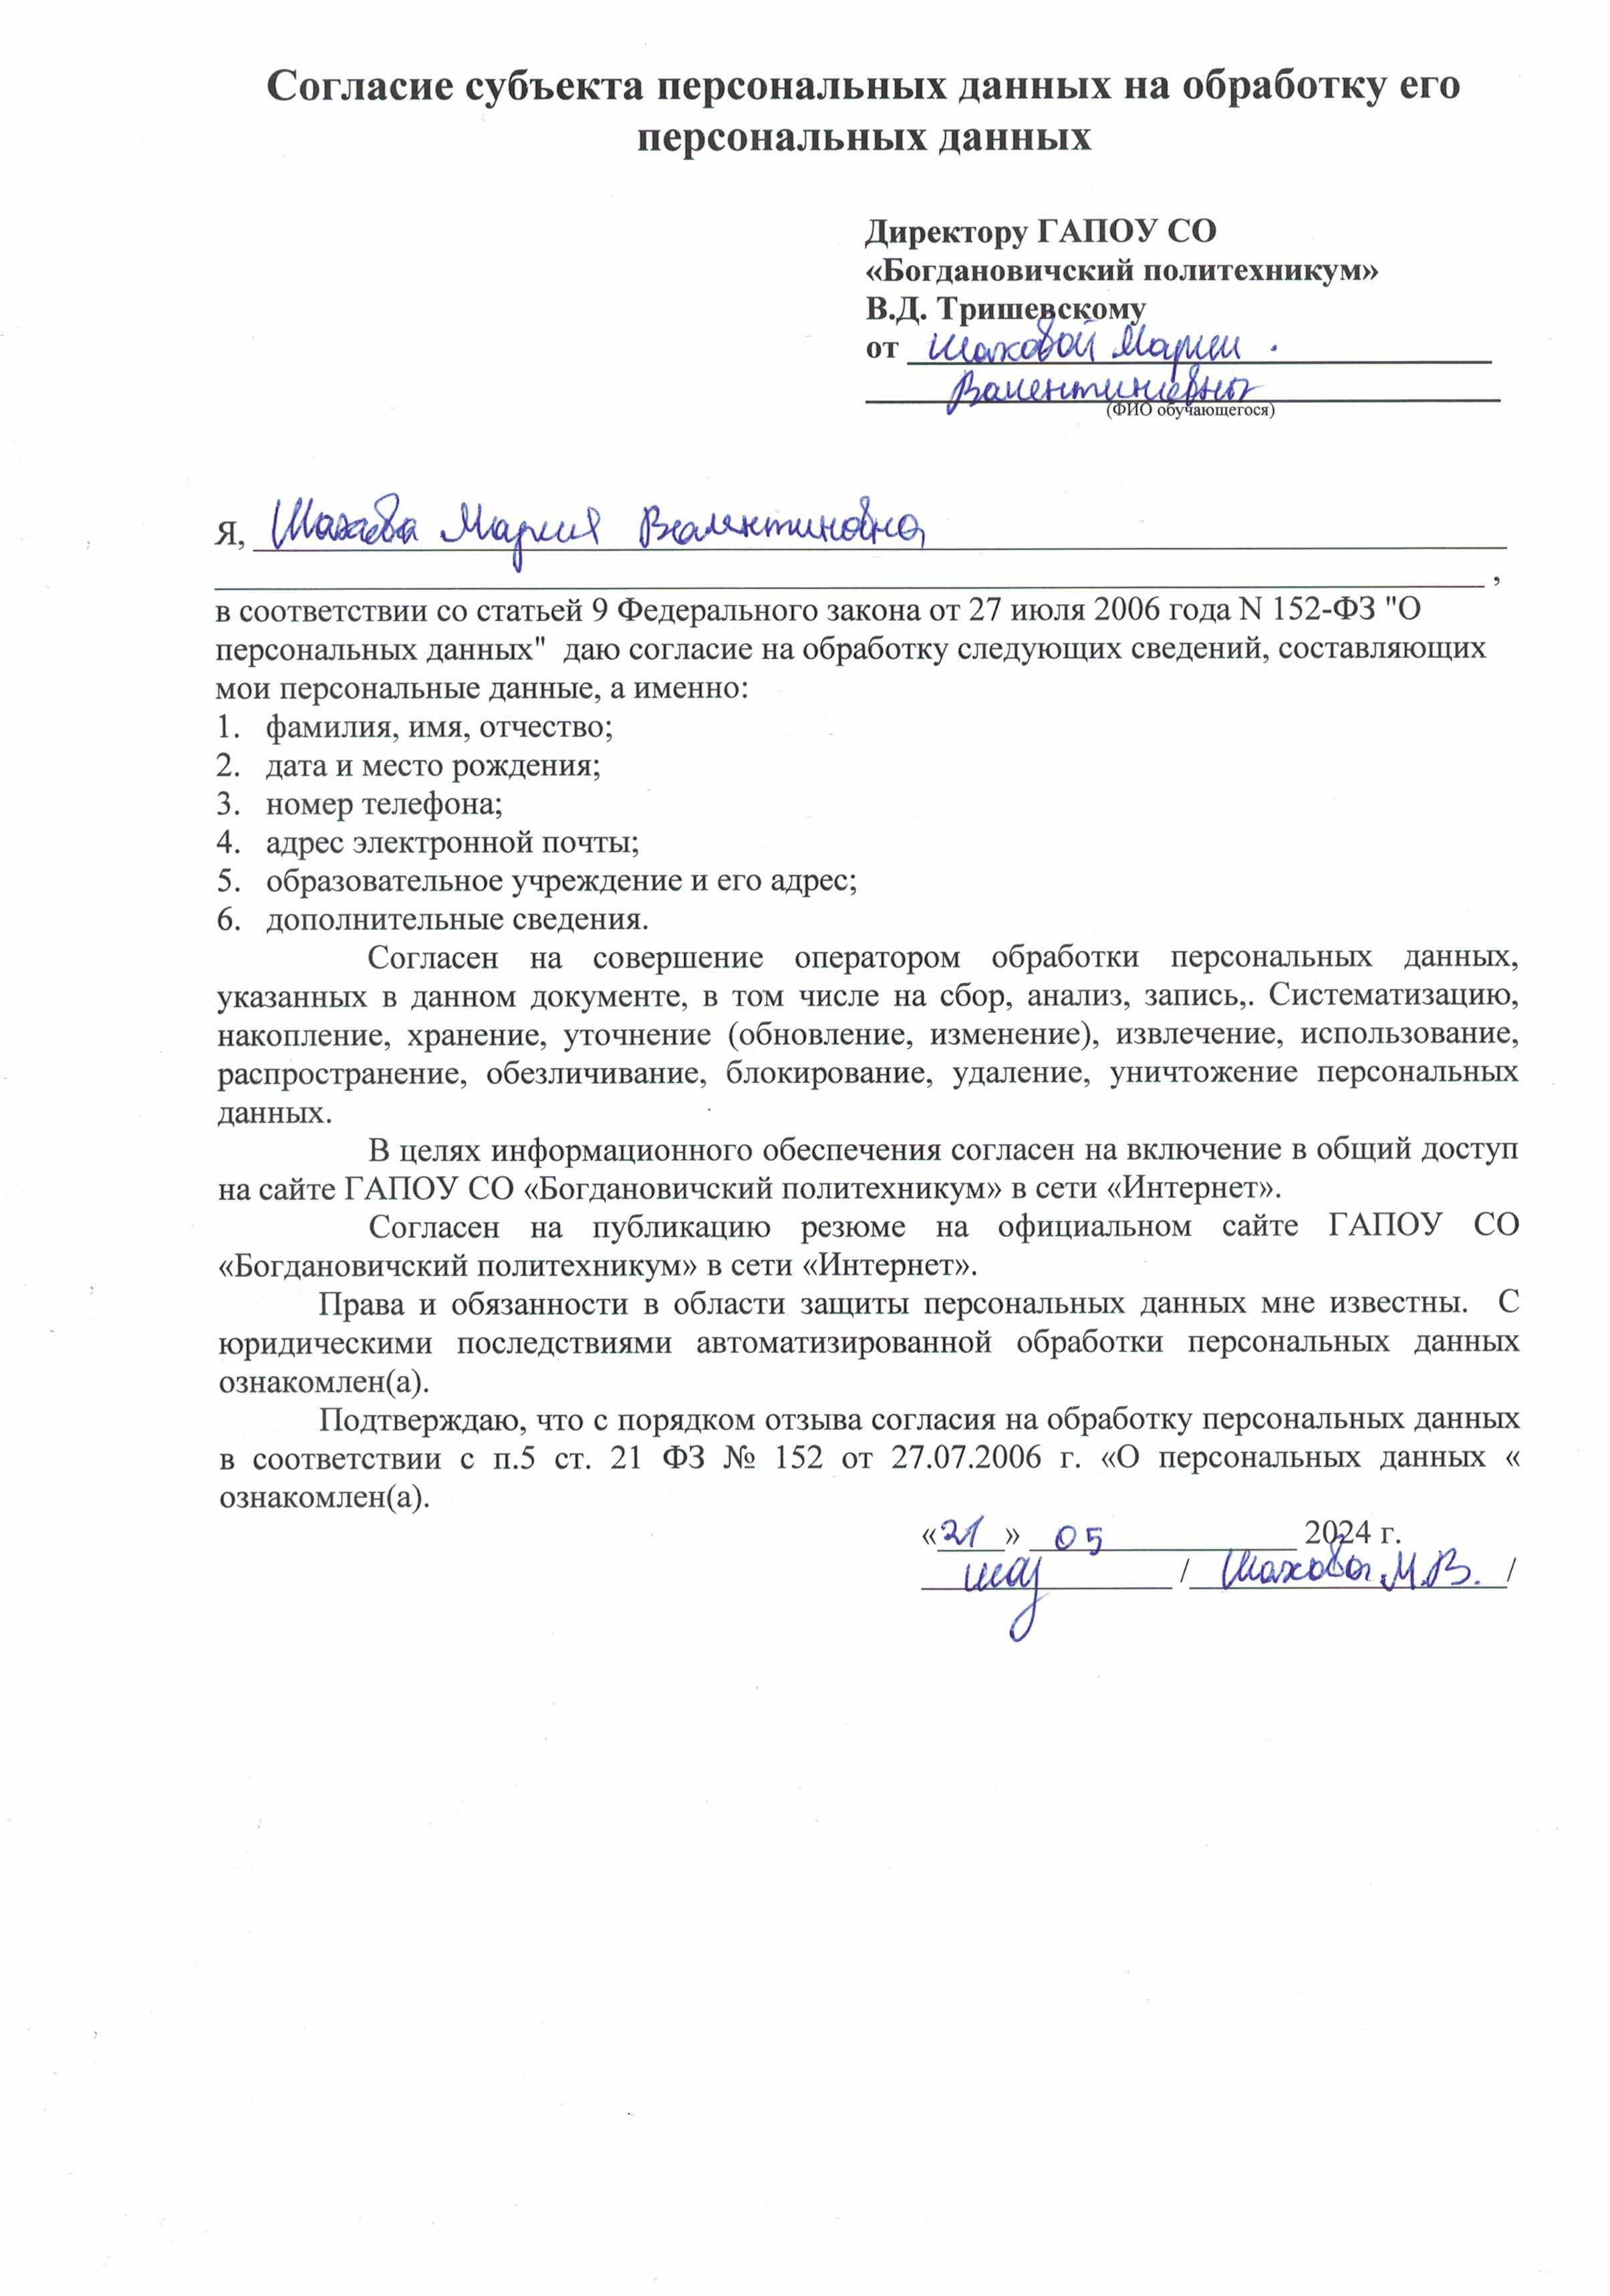 Согласие субъекта персональных данных на обработку его
персональных данных
Директору ГАПОУ СО
«Богдановичский политехникум»
В.Д. Тришевскому
от Шаховой Марии .
Валентиновны
(ФИО обучающегося)
Я, Шахова Мария Валентиновна
,
в соответствии со статьей 9 Федерального закона от 27 июля 2006 года N 152-ФЗ "О
персональных данных" даю согласие на обработку следующих сведений, составляющих
мои персональные данные, а именно:
1. фамилия, имя, отчество;
2. дата и место рождения;
3. номер телефона;
4. адрес электронной почты;
5. образовательное учреждение и его адрес;
6. дополнительные сведения.
Согласен на совершение оператором обработки персональных данных,
указанных в данном документе, в том числе на сбор, анализ, запись,. Систематизацию,
накопление, хранение, уточнение (обновление, изменение), извлечение, использование,
распространение, обезличивание, блокирование, удаление, уничтожение персональных
данных.
В целях информационного обеспечения согласен на включение в общий доступ
на сайте ГАПОУ СО «Богдановичский политехникум» в сети «Интернет».
Согласен на публикацию резюме на официальном сайте ГАПОУ СО
«Богдановичский политехникум» в сети «Интернет».
Права и обязанности в области защиты персональных данных мне известны. С
юридическими последствиями автоматизированной обработки персональных данных
ознакомлен(а).
Подтверждаю, что с порядком отзыва согласия на обработку персональных данных
в соответствии с п.5 ст. 21 ФЗ № 152 от 27.07.2006 г. «О персональных данных «
ознакомлен(а).
«21» 05 2024 г.
/ Шахова М.В. /